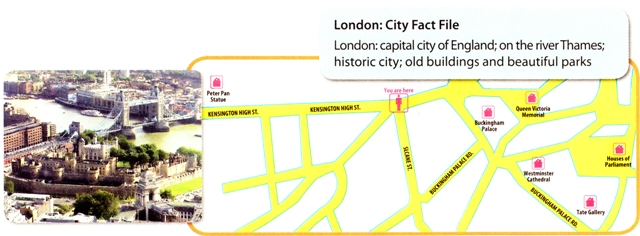 London: City Fact File
London: capital city of England; on the river Thames;
historic city; old buildings and beautiful parks
Peter Pan
Statue
You are here
KENSINGTON HIGH ST.
KENSINGTON HIGH ST.
Queen Victoria
Memorial
Buckingham
Palace
SLEANE ST.
BUCKINGHAM PALACE RD.
Houses of
Parliament
Westminster
Cathedral
BUCKINGHAM PALACE RD.
Tate Gallery